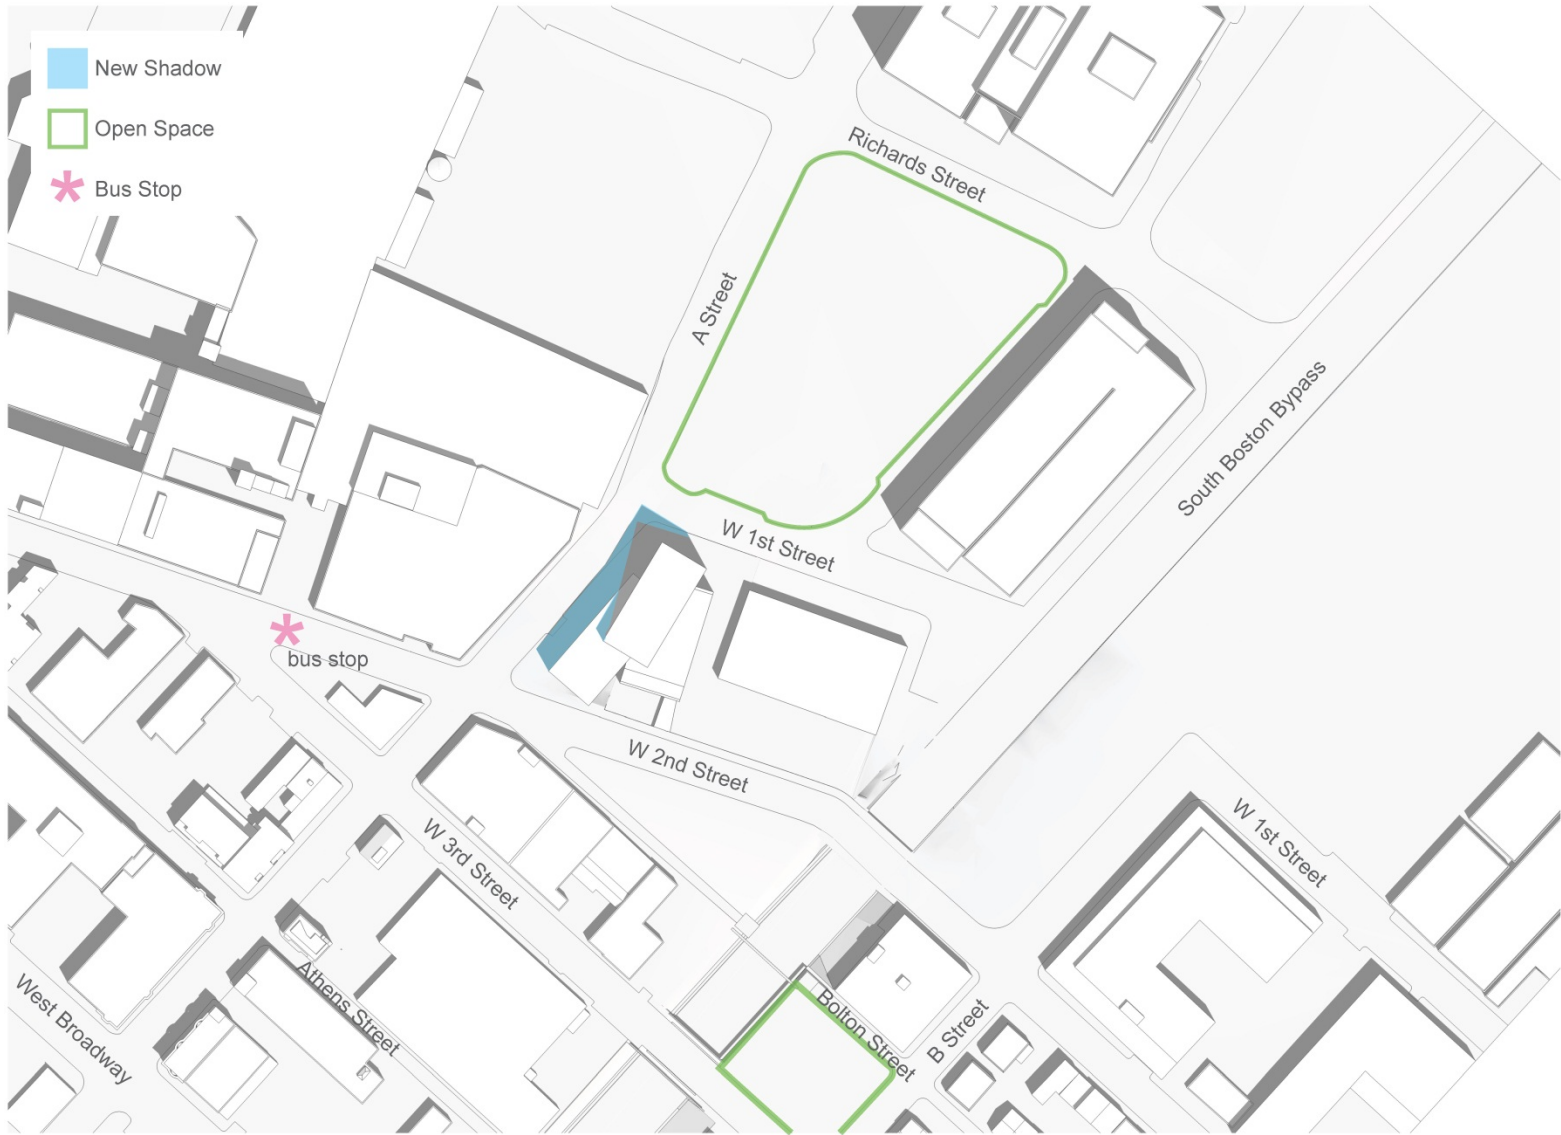 New Shadow
Open Space
Bus Stop
Richards Street
A Street
South Boston Bypass
W 1st Street
bus stop
W 2nd Street
W 3rd Street
W 1st Street
Athens Street
West Broadway
Bolton Street
B Street